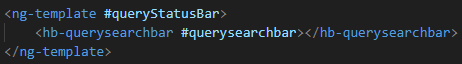 <ng-template #queryStatusBar>
    <hb-querysearchbar #querysearchbar></hb-querysearchbar>
</ng-template>